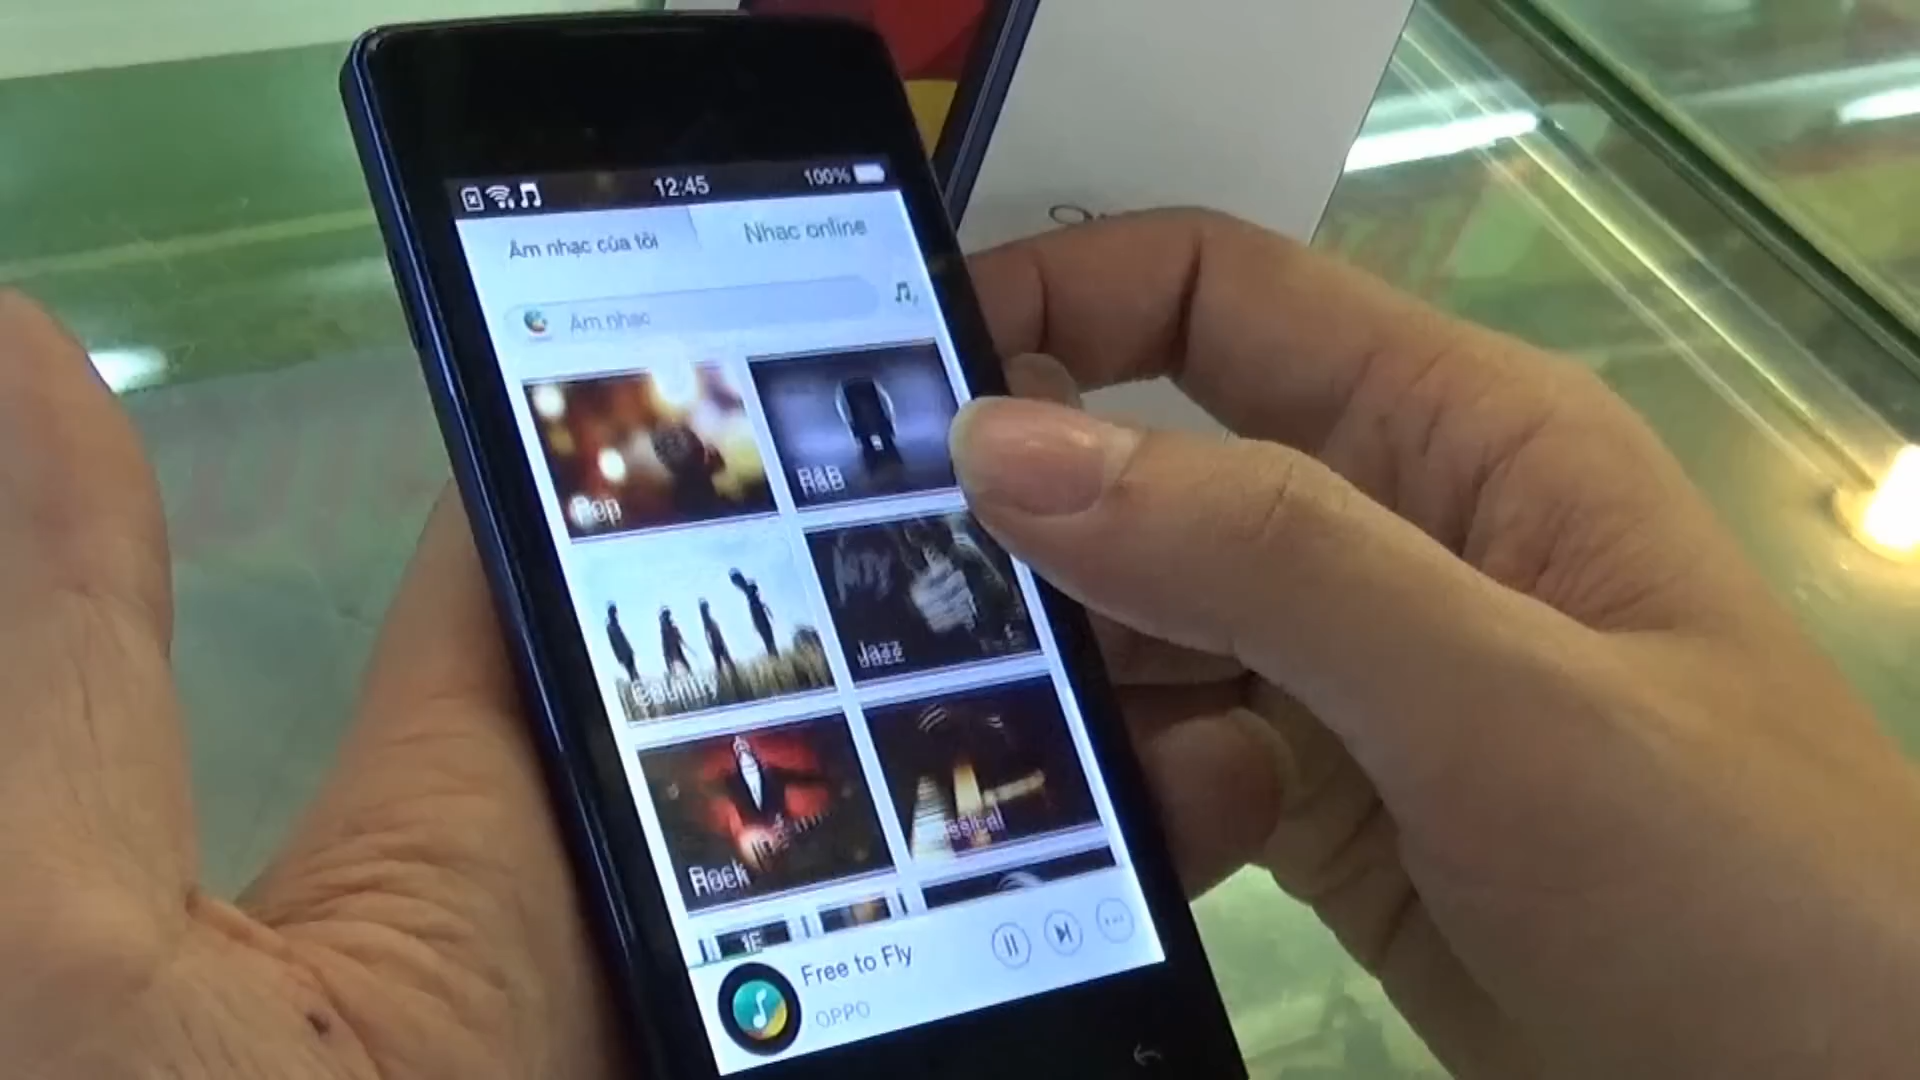 12:45
100%
Âm nhạc của tôi
Nhạc online
Âm nhạc
Pop
R&B
Country
Jazz
Rock
Free to Fly
OPPO